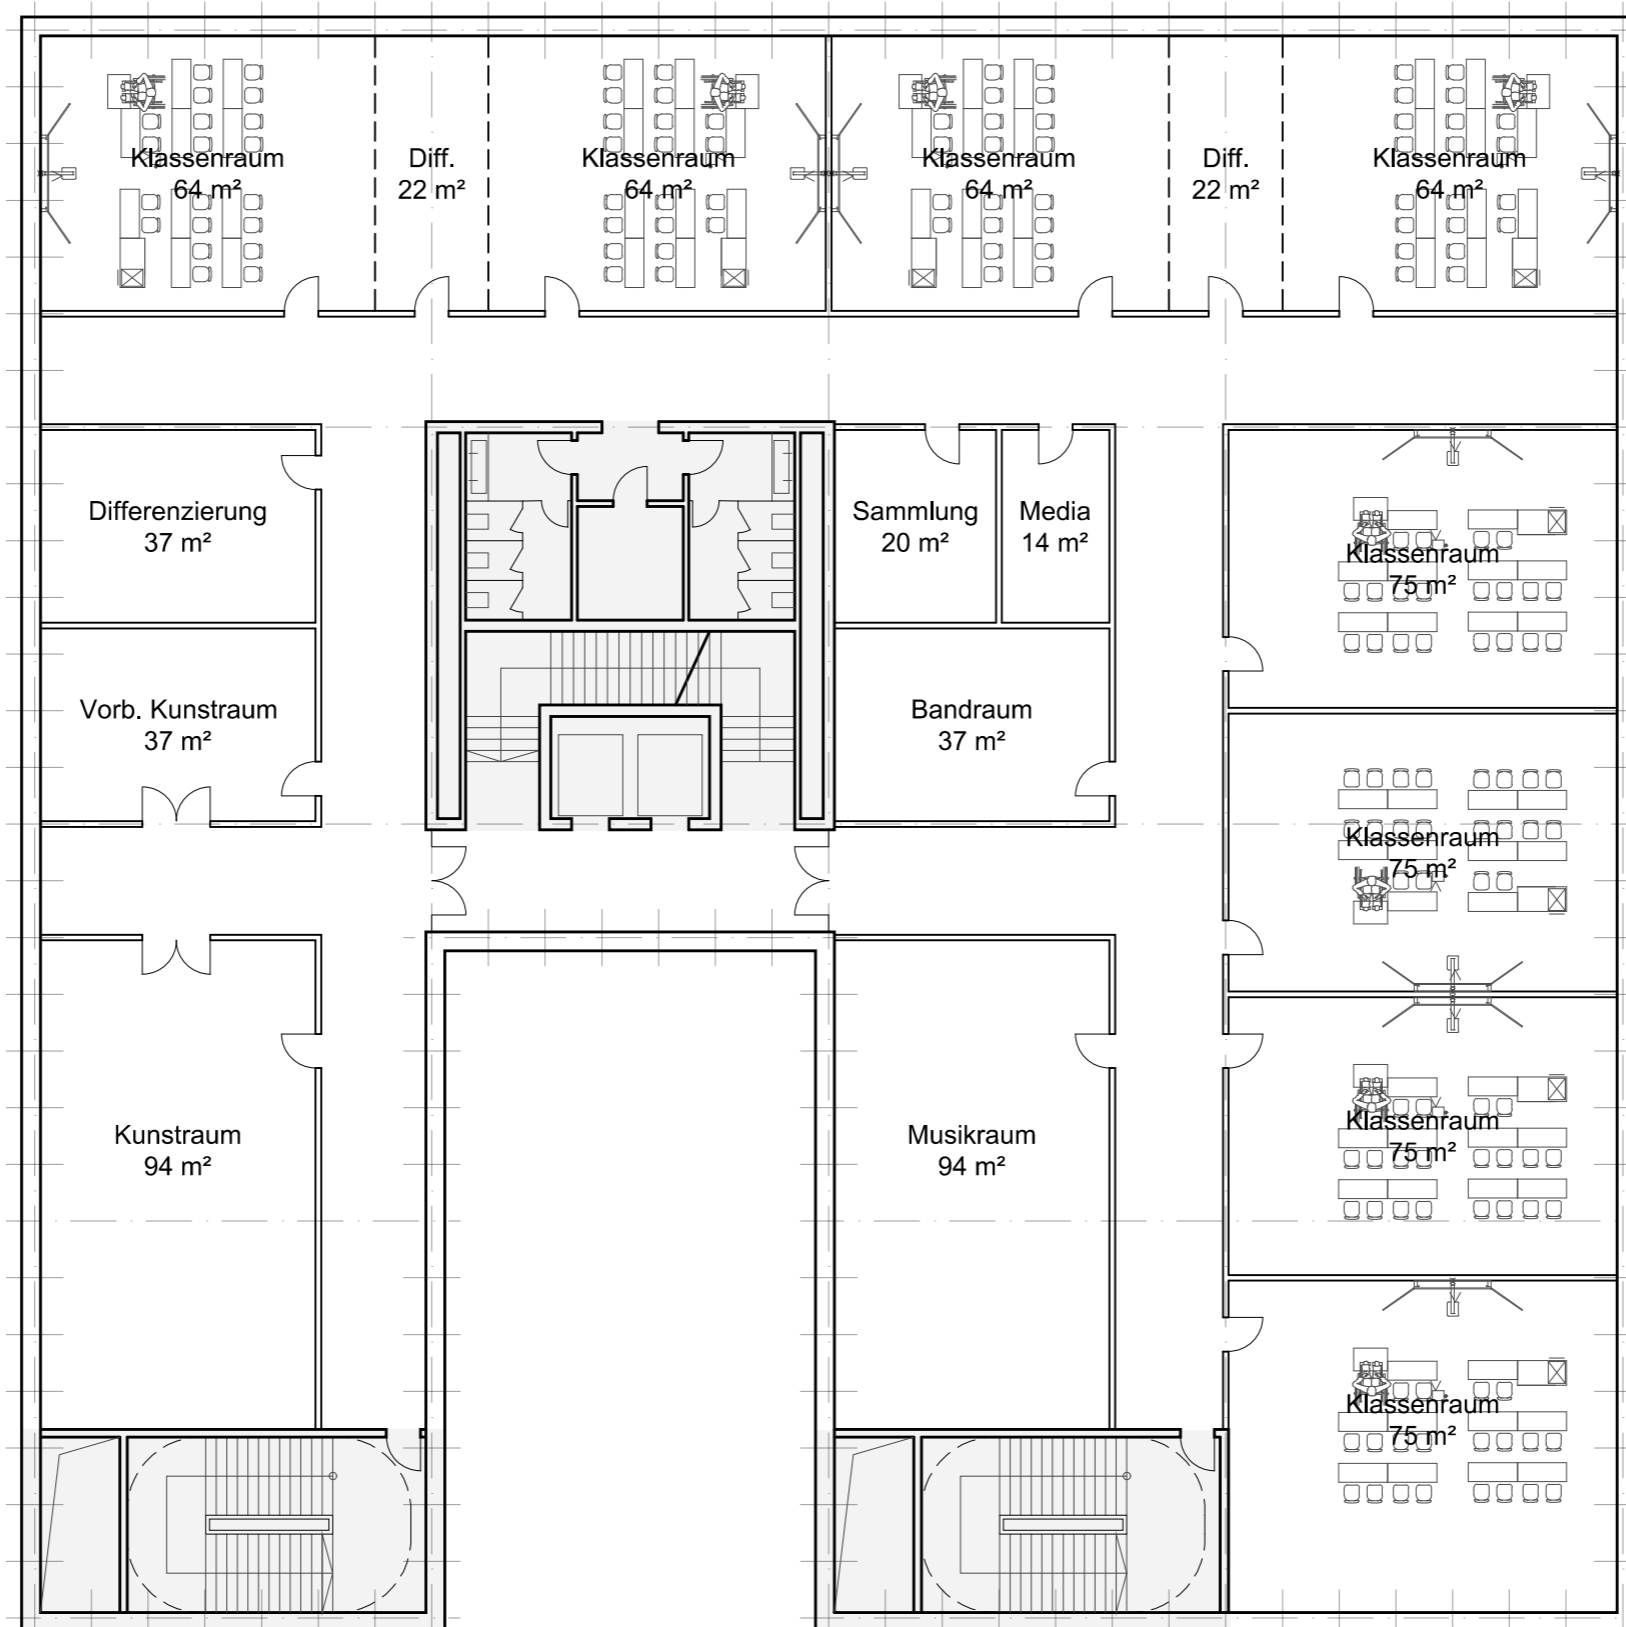 Klassenraum
64 m²
Diff.
22 m²
Klassenraum
64 m²
Klassenraum
64 m²
Diff.
22 m²
Klassenraum
64 m²
Differenzierung
37 m²
Sammlung
20 m²
Media
14 m²
Klassenraum
75 m²
Vorb. Kunstraum
37 m²
Bandraum
37 m²
Klassenraum
75 m²
Kunstraum
94 m²
Musikraum
94 m²
Klassenraum
75 m²
Klassenraum
75 m²